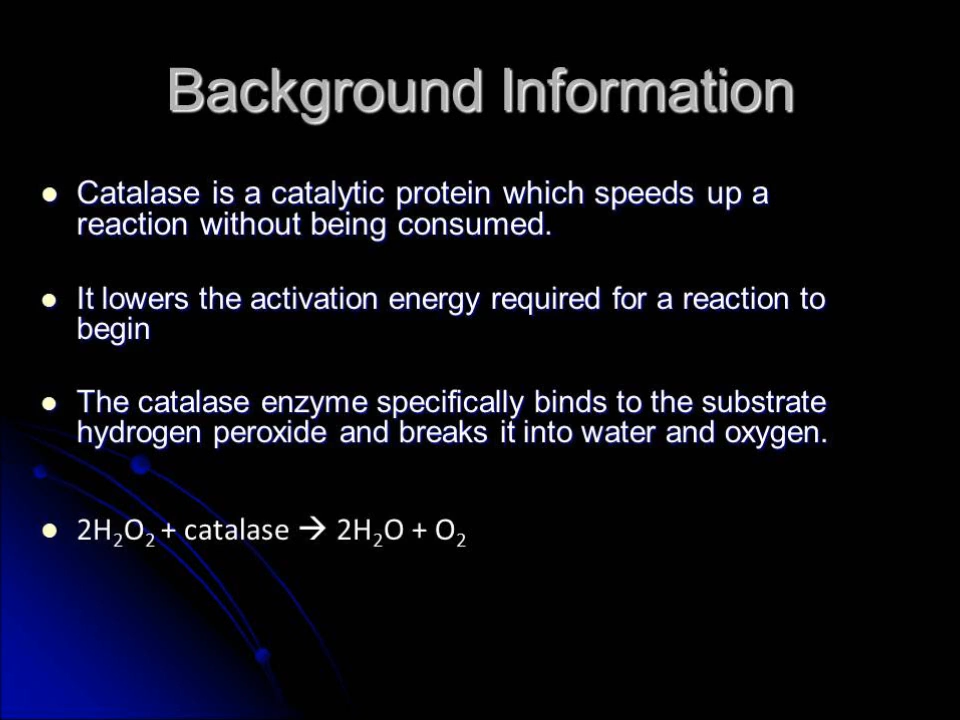 Background Information
● Catalase is a catalytic protein which speeds up a
reaction without being consumed.
● It lowers the activation energy required for a reaction to
begin
● The catalase enzyme specifically binds to the substrate
hydrogen peroxide and breaks it into water and oxygen.
● 2H₂O₂ + catalase → 2H₂O + O₂